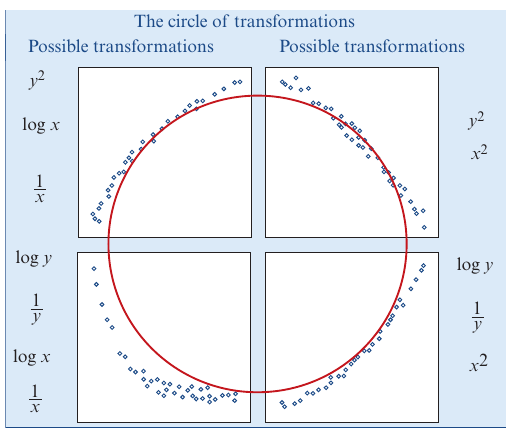 The circle of transformations
Possible transformations
Possible transformations
y²
log x
1/x
y²
x²
log y
1/y
log x
1/x
log y
1/y
x²